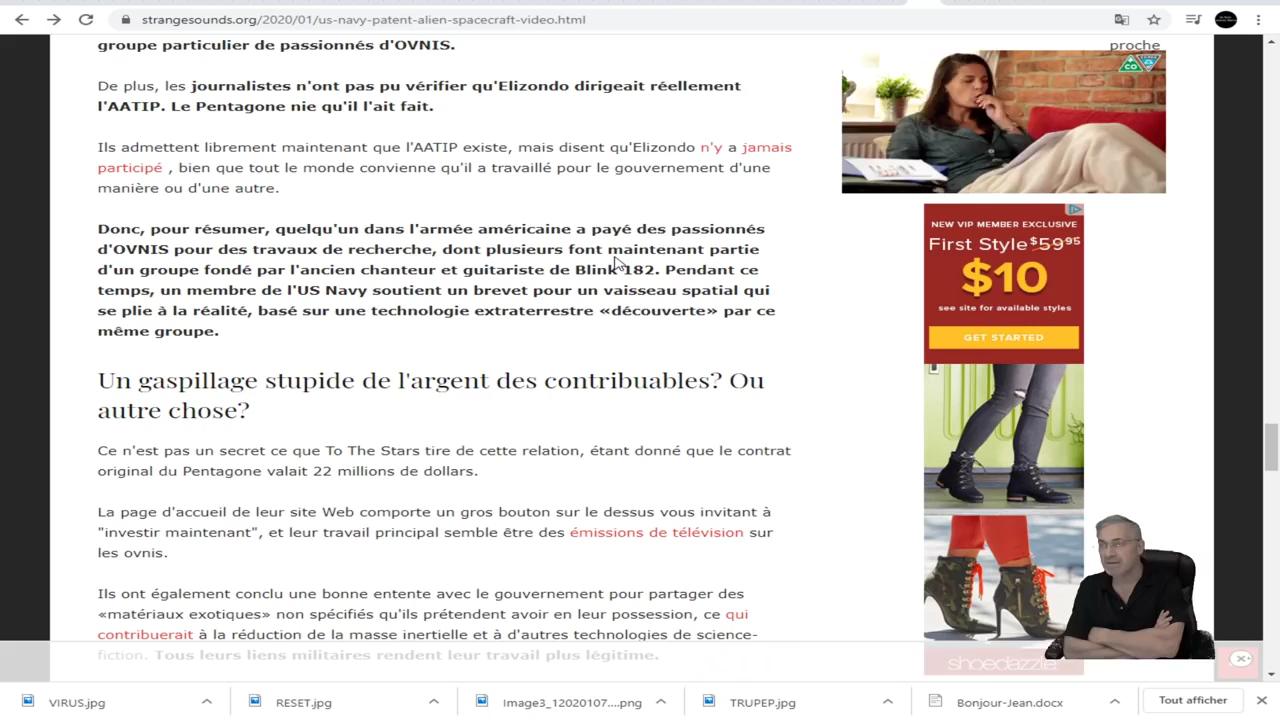 strangesounds.org/2020/01/us-navy-patent-alien-spacecraft-video.html
groupe particulier de passionnés d'OVNIS.
proche
De plus, les journalistes n'ont pas pu vérifier qu'Elizondo dirigeait réellement
l'AATIP. Le Pentagone nie qu'il l'ait fait.
Ils admettent librement maintenant que l'AATIP existe, mais disent qu'Elizondo n'y a jamais
participé , bien que tout le monde convienne qu'il a travaillé pour le gouvernement d'une
manière ou d'une autre.
Donc, pour résumer, quelqu'un dans l'armée américaine a payé des passionnés
d'OVNIS pour des travaux de recherche, dont plusieurs font maintenant partie
d'un groupe fondé par l'ancien chanteur et guitariste de Blink 182. Pendant ce
temps, un membre de l'US Navy soutient un brevet pour un vaisseau spatial qui
se plie à la réalité, basé sur une technologie extraterrestre «découverte» par ce
même groupe.
Un gaspillage stupide de l'argent des contribuables? Ou
autre chose?
Ce n'est pas un secret ce que To The Stars tire de cette relation, étant donné que le contrat
original du Pentagone valait 22 millions de dollars.
La page d'accueil de leur site Web comporte un gros bouton sur le dessus vous invitant à
"investir maintenant", et leur travail principal semble être des émissions de télévision sur
les ovnis.
Ils ont également conclu une bonne entente avec le gouvernement pour partager des
«matériaux exotiques» non spécifiés qu'ils prétendent avoir en leur possession, ce qui
contribuerait à la réduction de la masse inertielle et à d'autres technologies de science-
fiction. Tous leurs liens militaires rendent leur travail plus légitime.
CO
NEW VIP MEMBER EXCLUSIVE
First Style $59.95
$10
see site for available styles
GET STARTED
shoedazzle
VIRUS.jpg
RESET.jpg
Image3_12020107....png
TRUPEP.jpg
Bonjour-Jean.docx
Tout afficher